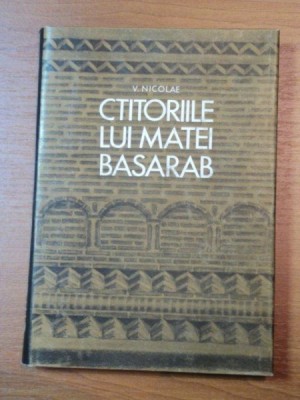 V. NICOLAE
CTITORIILE
LUI MATEI
BASARAB